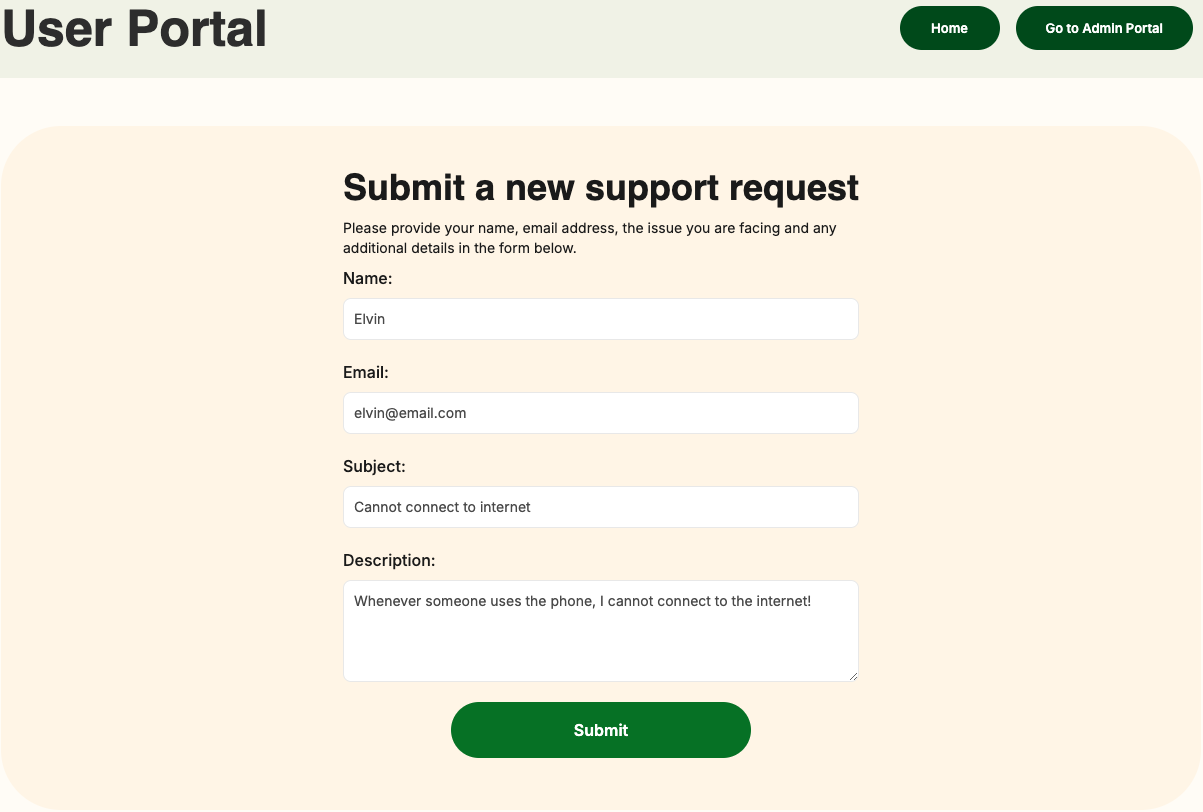 User Portal
Home
Go to Admin Portal
Submit a new support request
Please provide your name, email address, the issue you are facing and any
additional details in the form below.
Name:
Elvin
Email:
elvin@email.com
Subject:
Cannot connect to internet
Description:
Whenever someone uses the phone, I cannot connect to the internet!
Submit